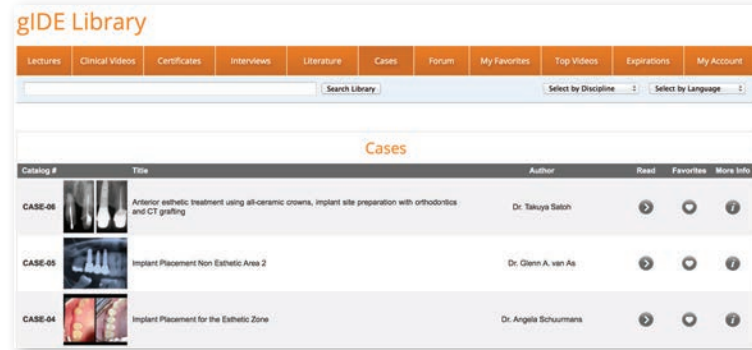 gIDE Library
Lectures Clinical Videos Certificates Interviews Literature Cases Forum My Favorites Top Videos Expirations My Account
Search Library Select by Discipline Select by Language
Cases
Catalog # Title Author Read Favorites More Info
CASE-06 Anterior esthetic treatment using all-ceramic crowns, implant site preparation with orthodontics
and CT grafting Dr. Takuya Satoh
CASE-05 Implant Placement Non Esthetic Area 2 Dr. Glenn A. van As
CASE-04 Implant Placement for the Esthetic Zone Dr. Angela Schuurmans